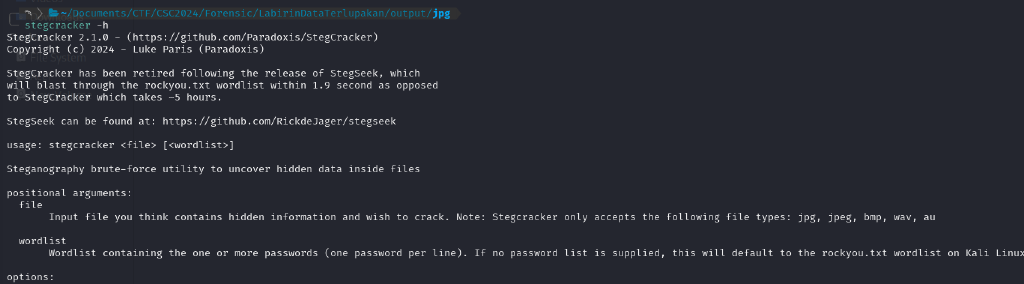 ~/Documents/CTF/CSC2024/Forensic/LabirinDataTerlupakan/output/jpg
stegcracker -h
StegCracker 2.1.0 - (https://github.com/Paradoxis/StegCracker)
Copyright (c) 2024 - Luke Paris (Paradoxis)
File System
StegCracker has been retired following the release of StegSeek, which
will blast through the rockyou.txt wordlist within 1.9 second as opposed
to StegCracker which takes ~5 hours.
StegSeek can be found at: https://github.com/RickdeJager/stegseek
usage: stegcracker <file> [<wordlist>]
Steganography brute-force utility to uncover hidden data inside files
positional arguments:
file
Input file you think contains hidden information and wish to crack. Note: Stegcracker only accepts the following file types: jpg, jpeg, bmp, wav, au
wordlist
Wordlist containing the one or more passwords (one password per line). If no password list is supplied, this will default to the rockyou.txt wordlist on Kali Linux
options: